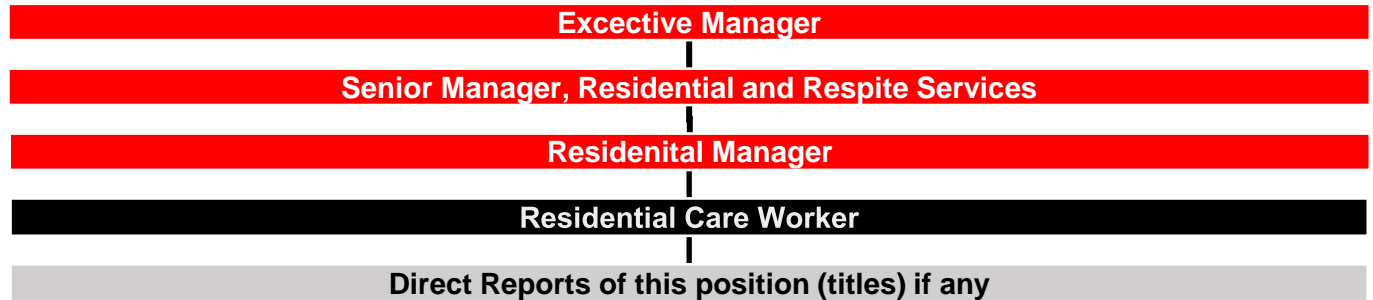 Excective Manager
Senior Manager, Residential and Respite Services
Residenital Manager
Residential Care Worker
Direct Reports of this position (titles) if any